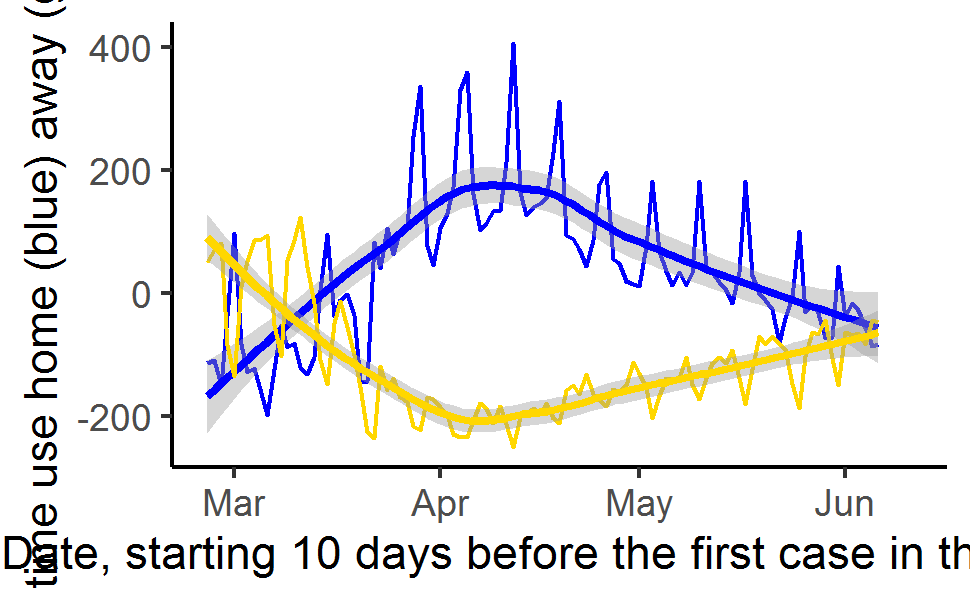 time use home (blue) away (
400
200
0
-200
Mar Apr May Jun
Date, starting 10 days before the first case in th